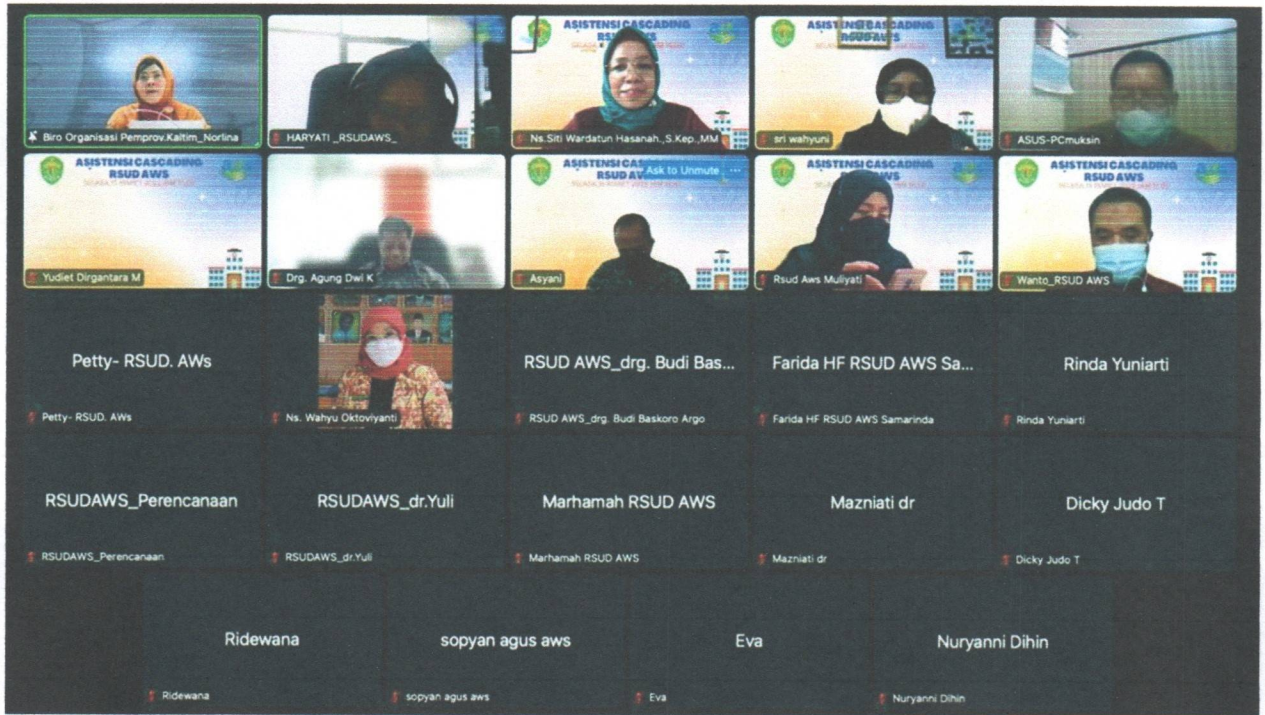 Biro Organisasi Pemprov.Kaltim_Norlina
HARYATI _RSUDAWS_
ASISTENSI CASCADING
RSUD AWS
Ns.Siti Wardatun Hasanah.,S.Kep.,MM
ASISTENSI CASCADING
RSUD AWS
sri wahyuni
ASUS-PCmuksin
ASISTENSI CASCADING
RSUD AWS
Yudiet Dirgantara M
Drg. Agung Dwi K
ASISTENSI CAS
RSUD AW
Ask to Unmute ...
Asyani
ASISTENSI CASCADING
RSUD AWS
Rsud Aws Muliyati
ASISTENSI CASCADING
RSUD AWS
Wanto_RSUD AWS
Petty- RSUD. AWs
Petty- RSUD. AWs
Ns. Wahyu Oktoviyanti
RSUD AWS_drg. Budi Bas...
RSUD AWS_drg. Budi Baskoro Argo
Farida HF RSUD AWS Sa...
Farida HF RSUD AWS Samarinda
Rinda Yuniarti
Rinda Yuniarti
RSUDAWS_Perencanaan
RSUDAWS_Perencanaan
RSUDAWS_dr.Yuli
RSUDAWS_dr.Yuli
Marhamah RSUD AWS
Marhamah RSUD AWS
Mazniati dr
Mazniati dr
Dicky Judo T
Dicky Judo T
Ridewana
Ridewana
sopyan agus aws
sopyan agus aws
Eva
Eva
Nuryanni Dihin
Nuryanni Dihin